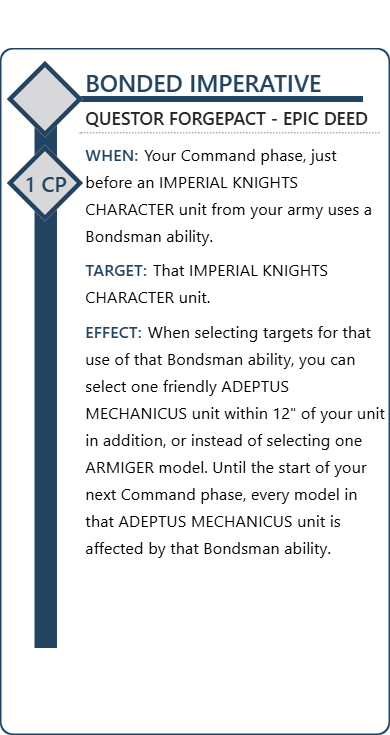 BONDED IMPERATIVE
QUESTOR FORGEPACT - EPIC DEED
1 CP
WHEN: Your Command phase, just
before an IMPERIAL KNIGHTS
CHARACTER unit from your army uses a
Bondsman ability.
TARGET: That IMPERIAL KNIGHTS
CHARACTER unit.
EFFECT: When selecting targets for that
use of that Bondsman ability, you can
select one friendly ADEPTUS
MECHANICUS unit within 12" of your unit
in addition, or instead of selecting one
ARMIGER model. Until the start of your
next Command phase, every model in
that ADEPTUS MECHANICUS unit is
affected by that Bondsman ability.